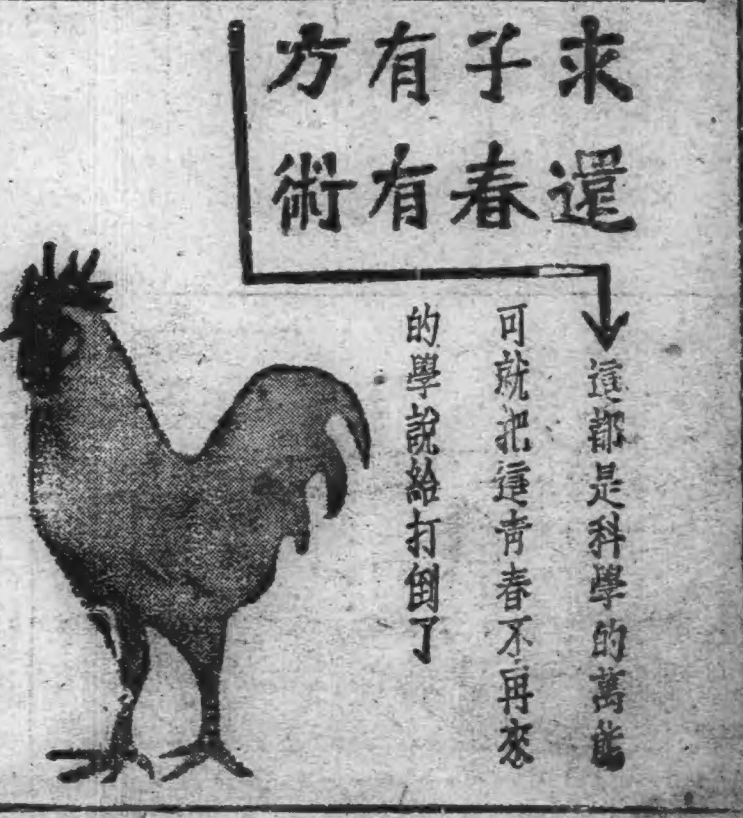 求子有方
還春有術
這都是科學的萬能
可就把這青春不再來
的學說給打倒了